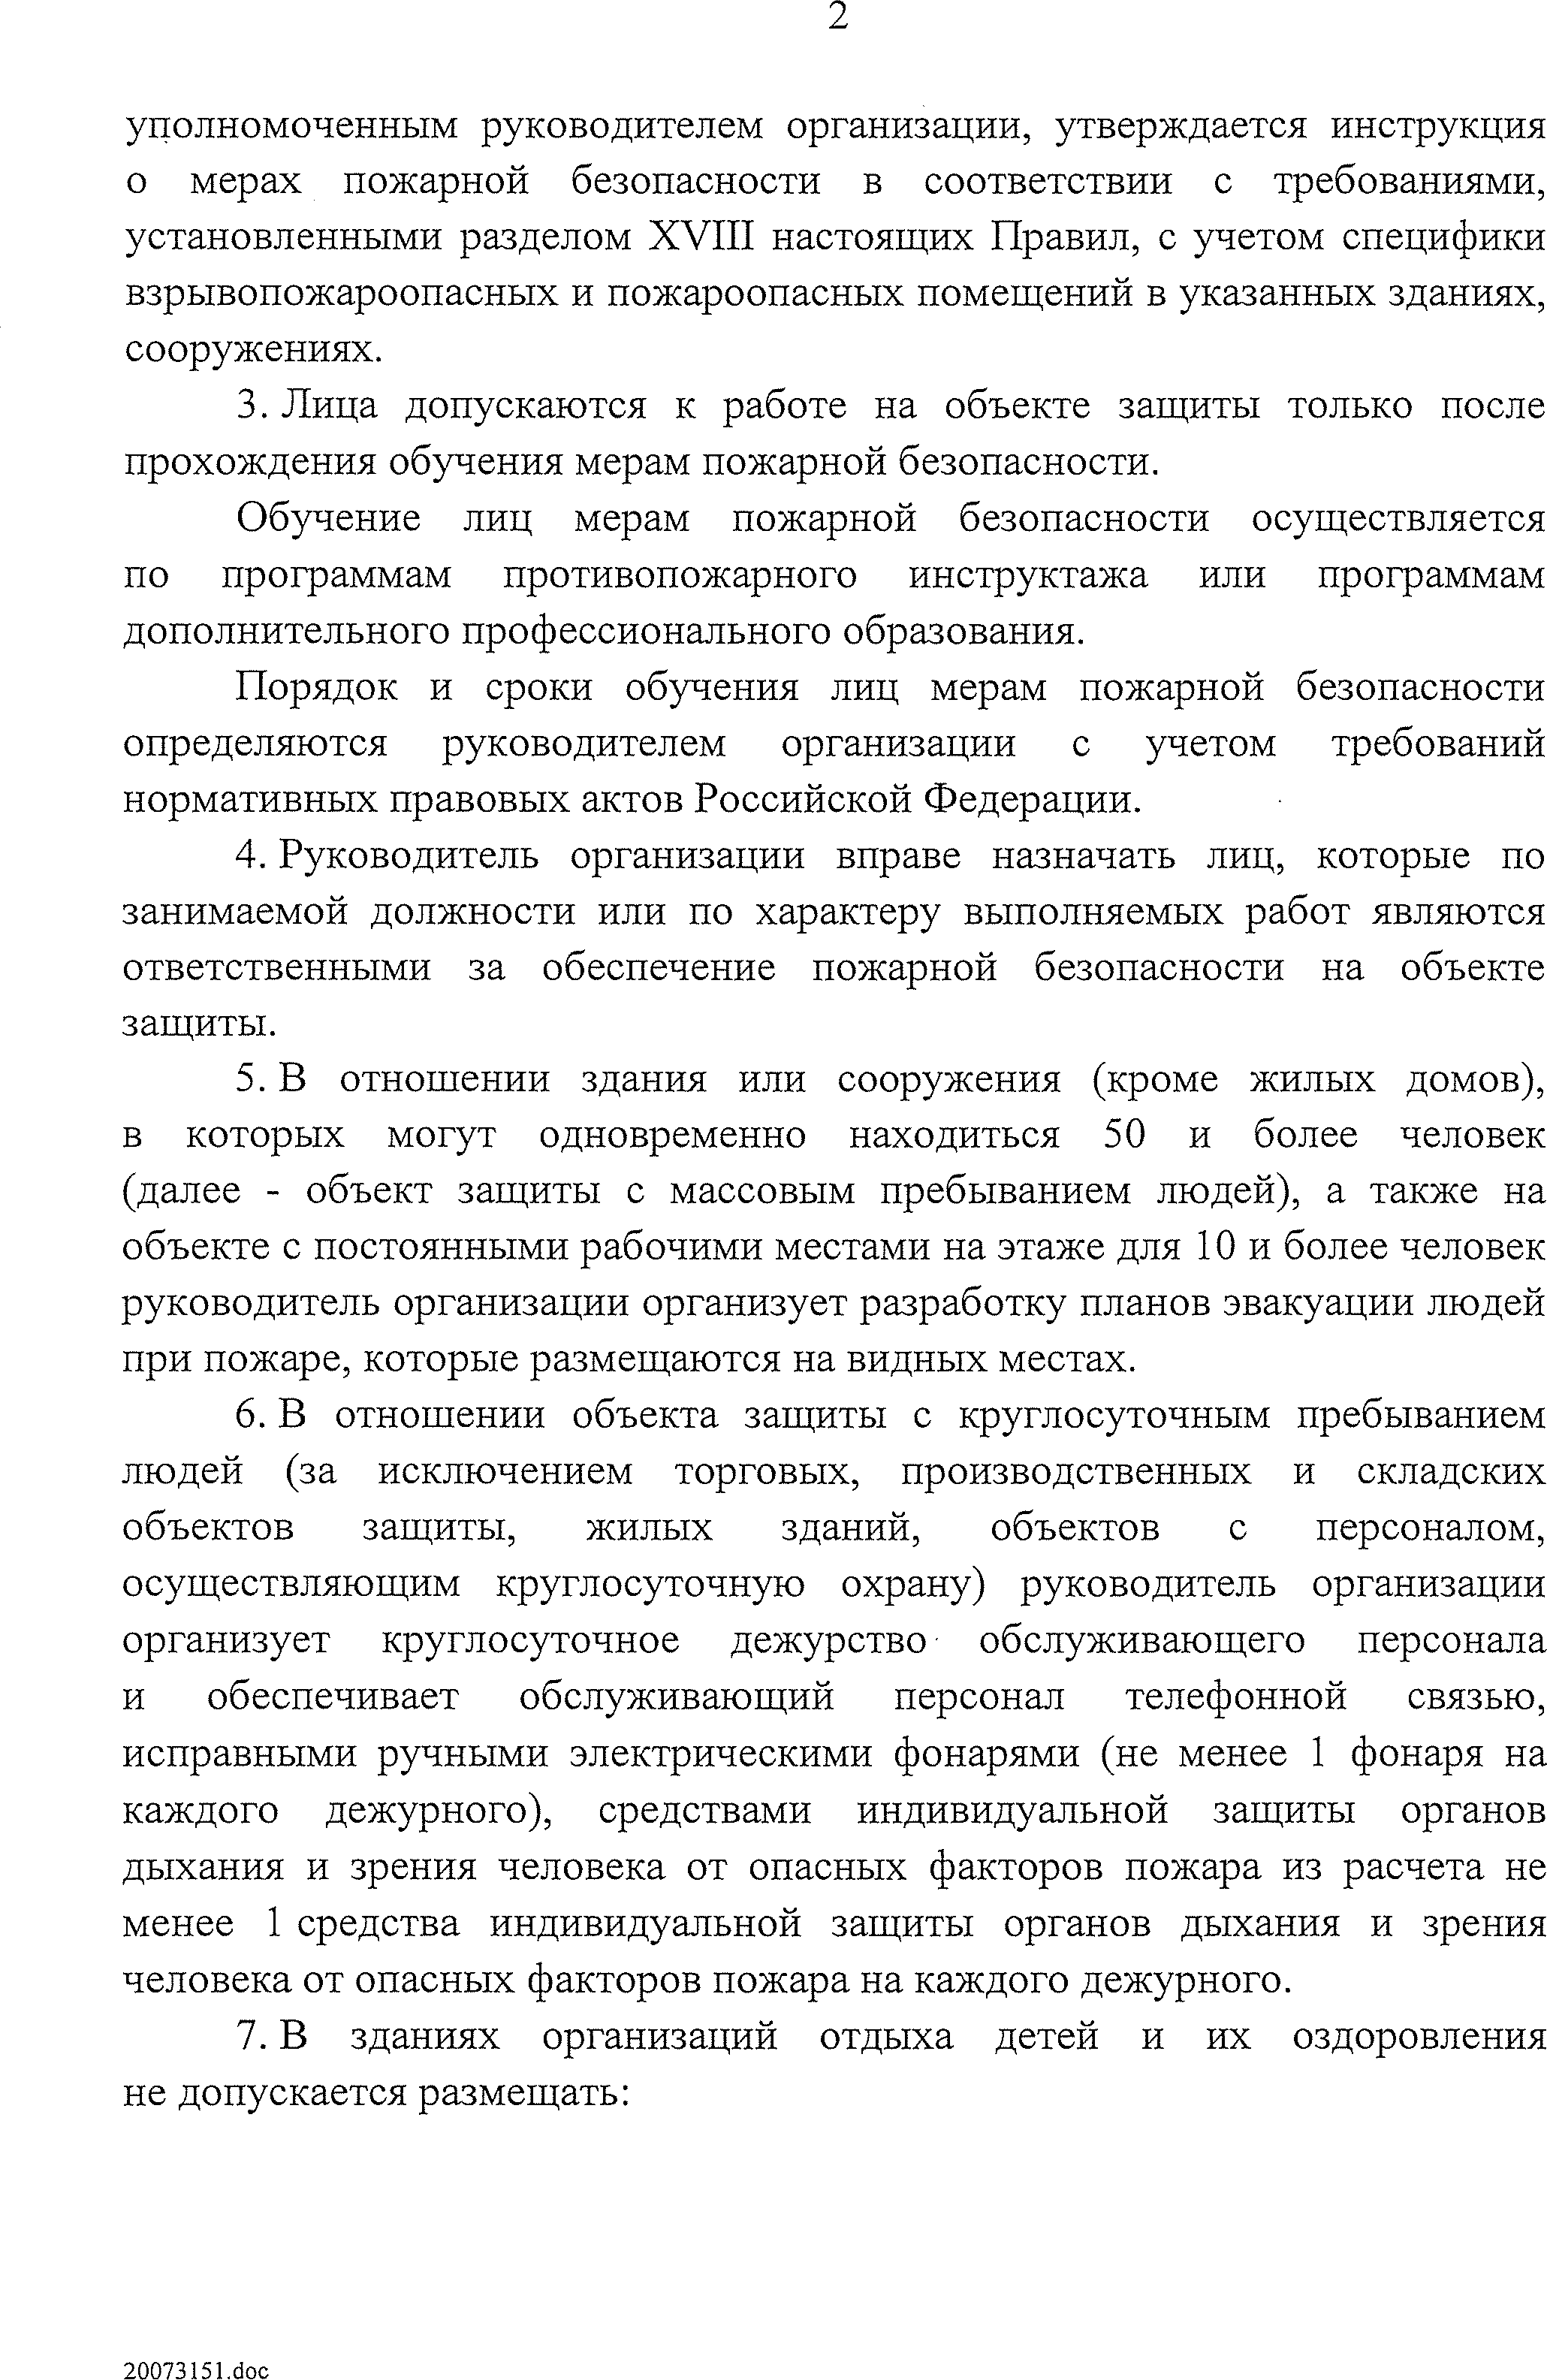 2
уполномоченным руководителем организации, утверждается инструкция
о мерах пожарной безопасности в соответствии с требованиями,
установленными разделом XVIII настоящих Правил, с учетом специфики
взрывопожароопасных и пожароопасных помещений в указанных зданиях,
сооружениях.
3. Лица допускаются к работе на объекте защиты только после
прохождения обучения мерам пожарной безопасности.
Обучение лиц мерам пожарной безопасности осуществляется
по программам противопожарного инструктажа или программам
дополнительного профессионального образования.
Порядок и сроки обучения лиц мерам пожарной безопасности
определяются руководителем организации с учетом требований
нормативных правовых актов Российской Федерации.
4. Руководитель организации вправе назначать лиц, которые по
занимаемой должности или по характеру выполняемых работ являются
ответственными за обеспечение пожарной безопасности на объекте
защиты.
5. В отношении здания или сооружения (кроме жилых домов),
в которых могут одновременно находиться 50 и более человек
(далее - объект защиты с массовым пребыванием людей), а также на
объекте с постоянными рабочими местами на этаже для 10 и более человек
руководитель организации организует разработку планов эвакуации людей
при пожаре, которые размещаются на видных местах.
6. В отношении объекта защиты с круглосуточным пребыванием
людей (за исключением торговых, производственных и складских
объектов защиты, жилых зданий, объектов с персоналом,
осуществляющим круглосуточную охрану) руководитель организации
организует круглосуточное дежурство обслуживающего персонала
и обеспечивает обслуживающий персонал телефонной связью,
исправными ручными электрическими фонарями (не менее 1 фонаря на
каждого дежурного), средствами индивидуальной защиты органов
дыхания и зрения человека от опасных факторов пожара из расчета не
менее 1 средства индивидуальной защиты органов дыхания и зрения
человека от опасных факторов пожара на каждого дежурного.
7. В зданиях организаций отдыха детей и их оздоровления
не допускается размещать:
20073151.doc